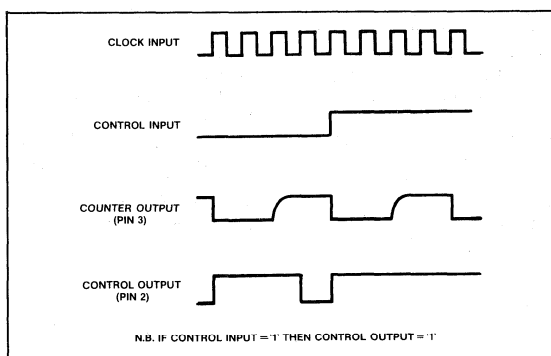 CLOCK INPUT
CONTROL INPUT
COUNTER OUTPUT
(PIN 3)
CONTROL OUTPUT
(PIN 2)
N.B. IF CONTROL INPUT = '1' THEN CONTROL OUTPUT = '1'